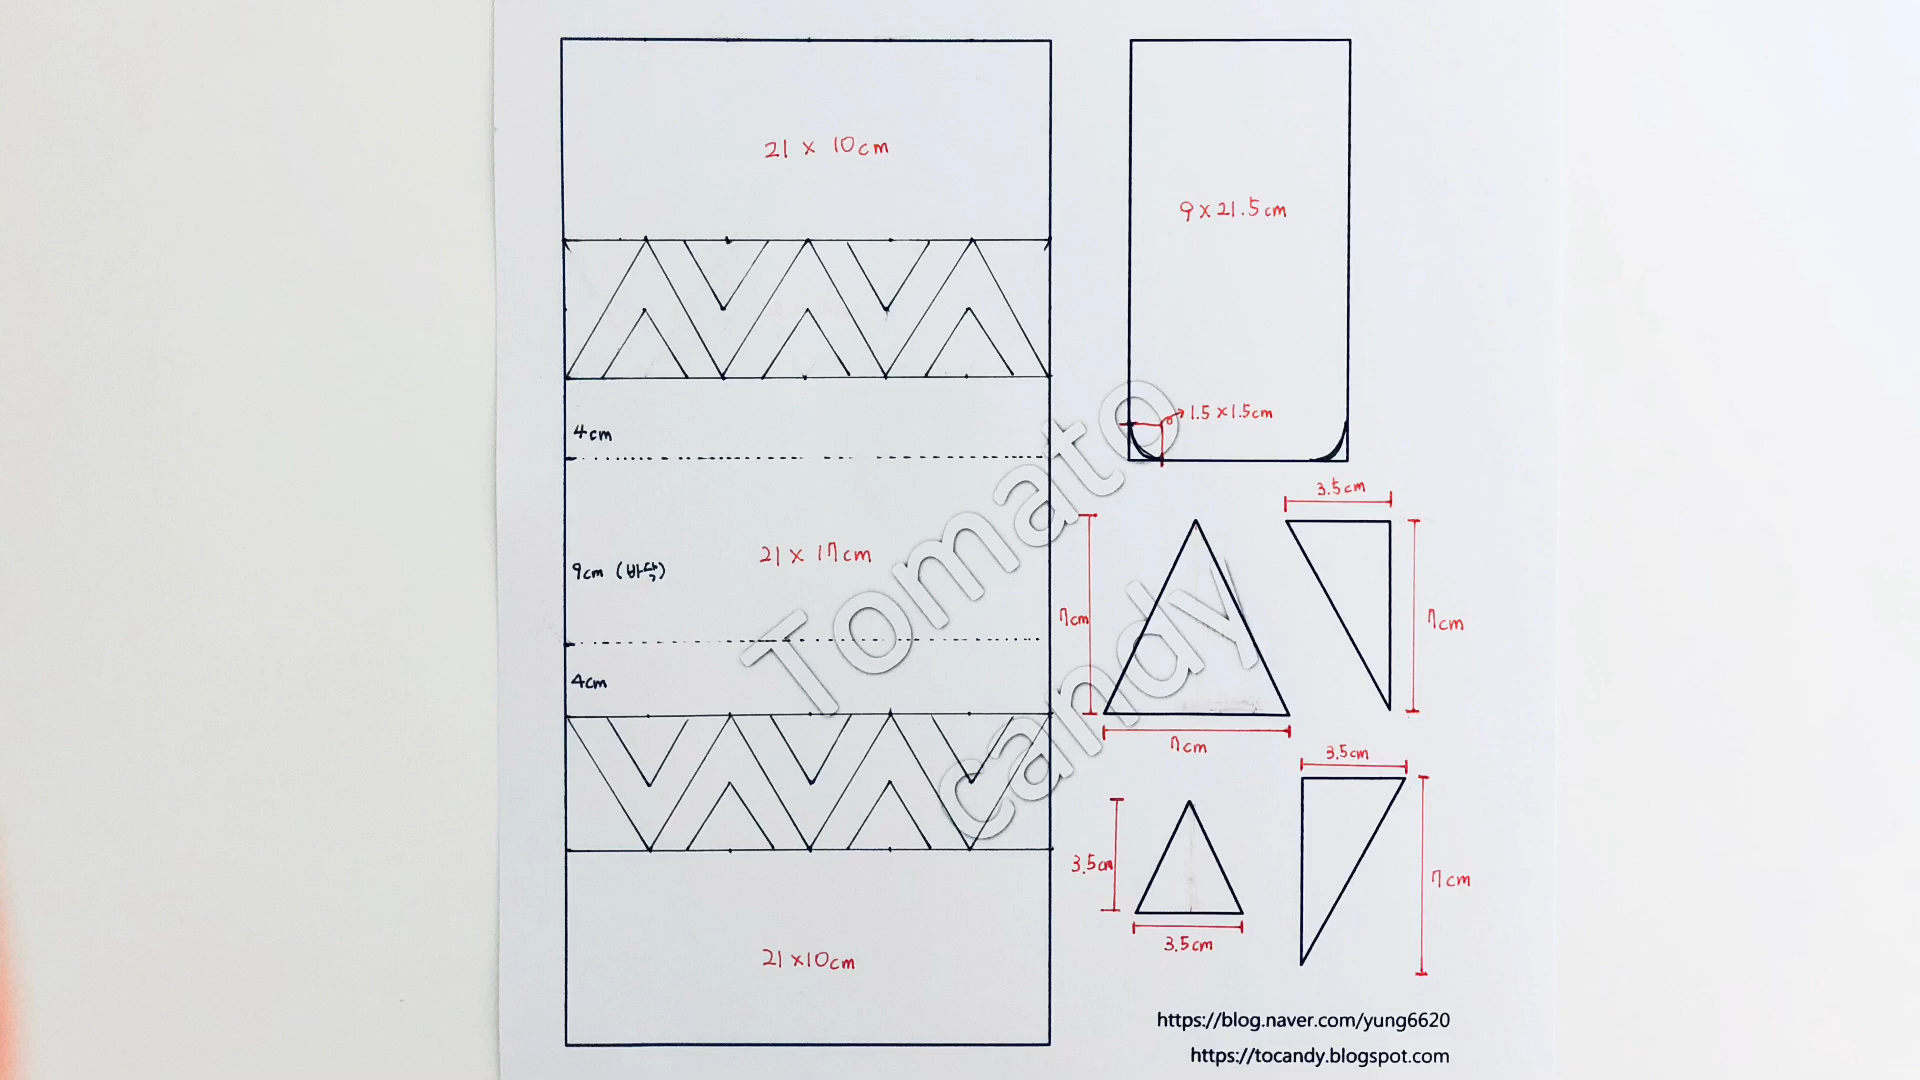 21 x 10cm
4cm
9cm (바닥)
21 x 17cm
4cm
21 x 10cm
9 x 21.5cm
1.5 x 1.5cm
7cm
7cm
3.5cm
7cm
3.5cm
3.5cm
3.5cm
7cm
Tomato
candy
https://blog.naver.com/yung6620
https://tocandy.blogspot.com